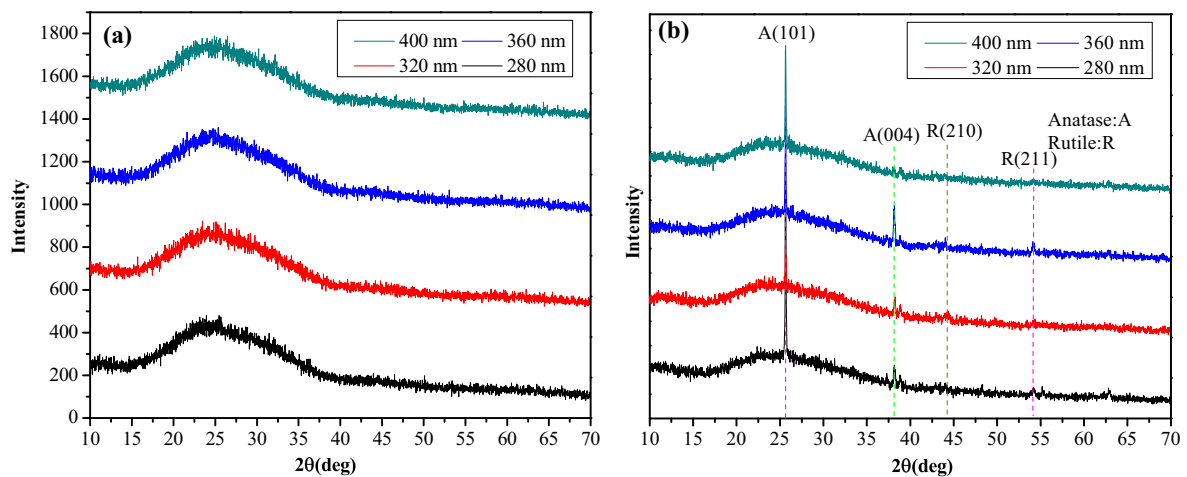 (a)
400 nm
360 nm
320 nm
280 nm
Intensity
1800
1600
1400
1200
1000
800
600
400
200
0
10 15 20 25 30 35 40 45 50 55 60 65 70
2θ(deg)
(b)
A(101)
400 nm
360 nm
320 nm
280 nm
A(004)
R(210)
Anatase:A
Rutile:R
R(211)
Intensity
10 15 20 25 30 35 40 45 50 55 60 65 70
2θ(deg)